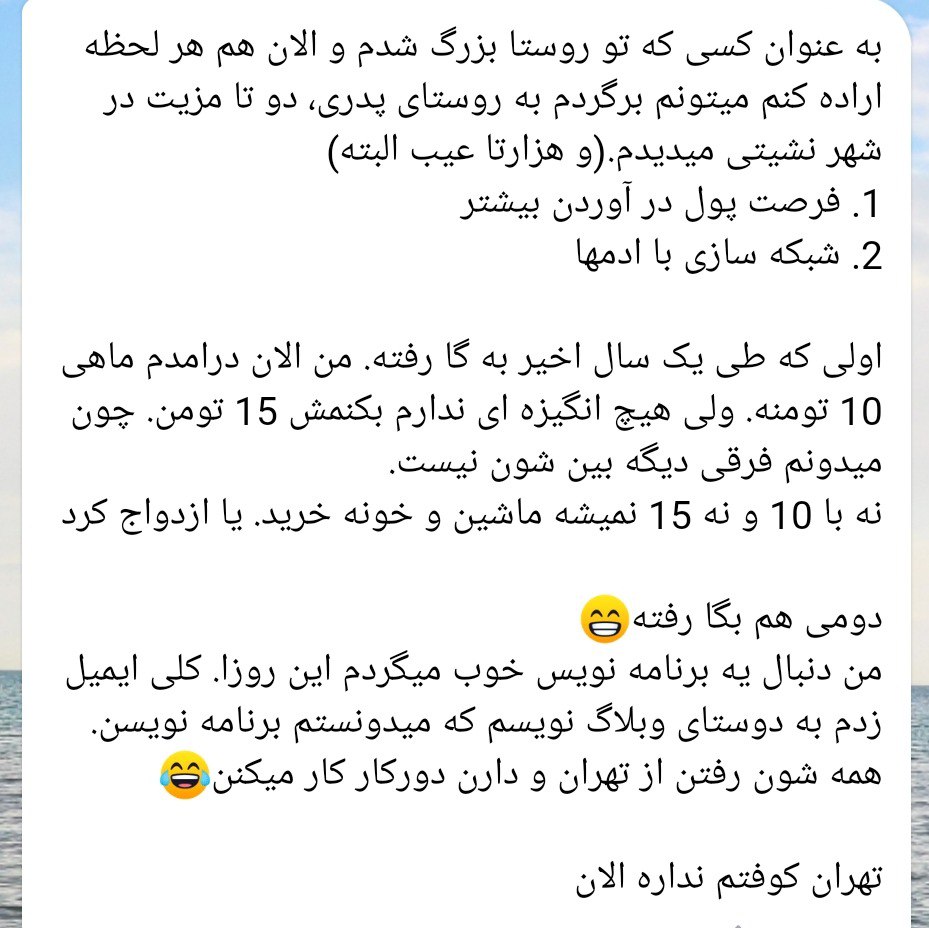 به عنوان کسی که تو روستا بزرگ شدم و الان هم هر لحظه
اراده کنم میتونم برگردم به روستای پدری، دو تا مزیت در
شهر نشیتی میدیدم.(و هزارتا عیب البته)
1. فرصت پول در آوردن بیشتر
2. شبکه سازی با ادمها
اولی که طی یک سال اخیر به گا رفته. من الان درامدم ماهی
10 تومنه. ولی هیچ انگیزه ای ندارم بکنمش 15 تومن. چون
میدونم فرقی دیگه بین شون نیست.
نه با 10 و نه 15 نمیشه ماشین و خونه خرید. یا ازدواج کرد
دومی هم بگا رفته😁
من دنبال یه برنامه نویس خوب میگردم این روزا. کلی ایمیل
زدم به دوستای وبلاگ نویسم که میدونستم برنامه نویسن.
همه شون رفتن از تهران و دارن دورکار کار میکنن😂
تهران کوفتم نداره الان